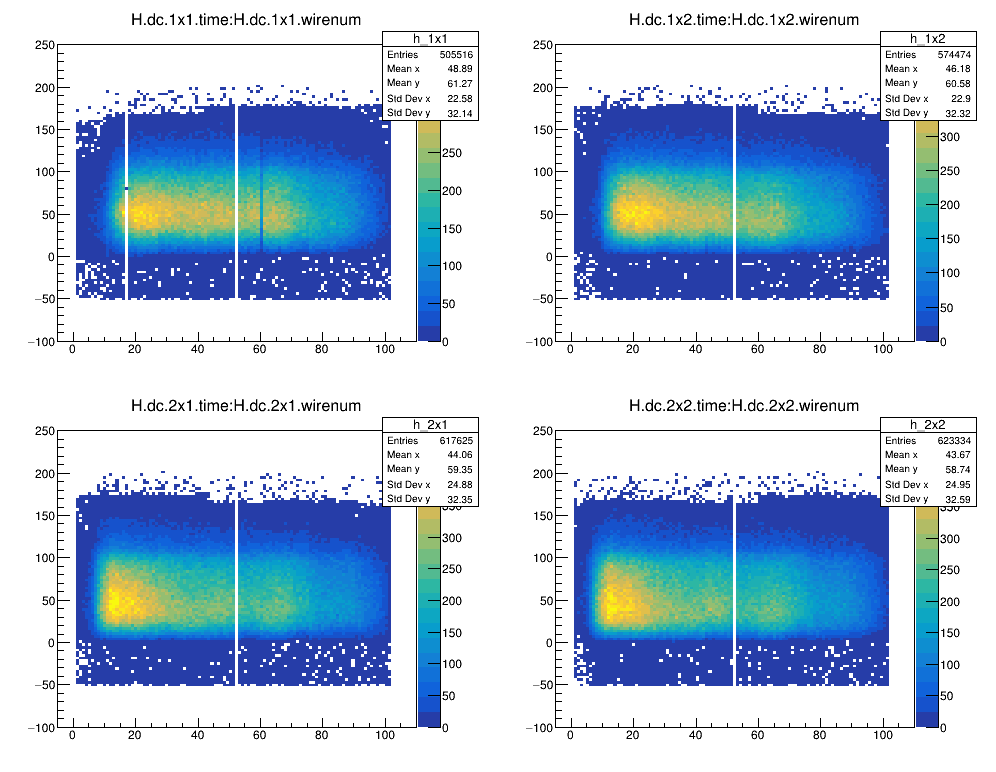 H.dc.1x1.time:H.dc.1x1.wirenum
h_1x1
Entries 505516
Mean x 48.89
Mean y 61.27
Std Dev x 22.58
Std Dev y 32.14
250
200
150
100
50
0
−50
−100
0 20 40 60 80 100
250
200
150
100
50
0
H.dc.1x2.time:H.dc.1x2.wirenum
h_1x2
Entries 574474
Mean x 46.18
Mean y 60.58
Std Dev x 22.9
Std Dev y 32.32
250
200
150
100
50
0
−50
−100
0 20 40 60 80 100
300
250
200
150
100
50
0
H.dc.2x1.time:H.dc.2x1.wirenum
h_2x1
Entries 617625
Mean x 44.06
Mean y 59.35
Std Dev x 24.88
Std Dev y 32.35
250
200
150
100
50
0
−50
−100
0 20 40 60 80 100
350
300
250
200
150
100
50
0
H.dc.2x2.time:H.dc.2x2.wirenum
h_2x2
Entries 623334
Mean x 43.67
Mean y 58.74
Std Dev x 24.95
Std Dev y 32.59
250
200
150
100
50
0
−50
−100
0 20 40 60 80 100
350
300
250
200
150
100
50
0